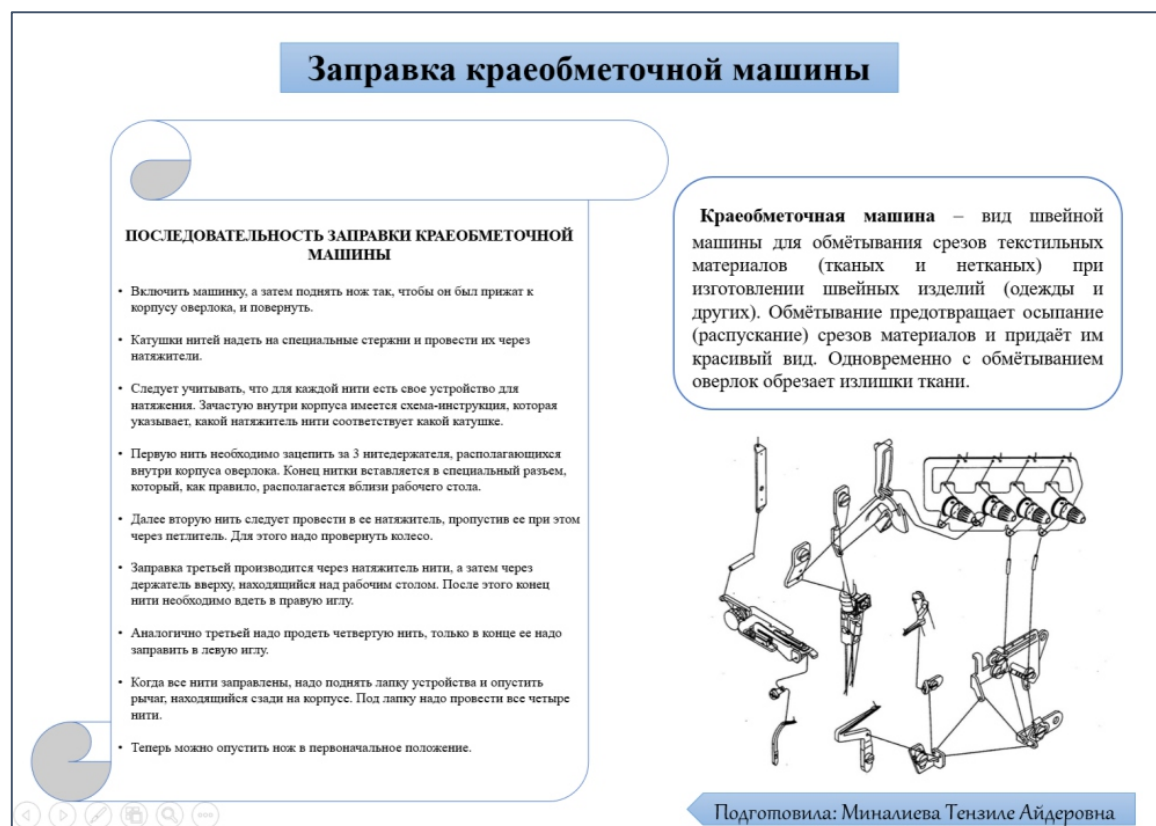 Заправка краеобметочной машины
ПОСЛЕДОВАТЕЛЬНОСТЬ ЗАПРАВКИ КРАЕОБМЕТОЧНОЙ
МАШИНЫ
• Включить машинку, а затем поднять нож так, чтобы он был прижат к
корпусу оверлока, и повернуть.
• Катушки нитей надеть на специальные стержни и провести их через
натяжители.
• Следует учитывать, что для каждой нити есть свое устройство для
натяжения. Зачастую внутри корпуса имеется схема-инструкция, которая
указывает, какой натяжитель нити соответствует какой катушке.
• Первую нить необходимо зацепить за 3 нитедержателя, располагающихся
внутри корпуса оверлока. Конец нитки вставляется в специальный разъем,
который, как правило, располагается вблизи рабочего стола.
• Далее вторую нить следует провести в ее натяжитель, пропустив ее при этом
через петлитель. Для этого надо провернуть колесо.
• Заправка третьей производится через натяжитель нити, а затем через
держатель вверху, находящийся над рабочим столом. После этого конец
нити необходимо вдеть в правую иглу.
• Аналогично третьей надо продеть четвертую нить, только в конце ее надо
заправить в левую иглу.
• Когда все нити заправлены, надо поднять лапку устройства и опустить
рычаг, находящийся сзади на корпусе. Под лапку надо провести все четыре
нити.
• Теперь можно опустить нож в первоначальное положение.
Краеобметочная машина – вид швейной
машины для обмётывания срезов текстильных
материалов (тканых и нетканых) при
изготовлении швейных изделий (одежды и
других). Обмётывание предотвращает осыпание
(распускание) срезов материалов и придаёт им
красивый вид. Одновременно с обмётыванием
оверлок обрезает излишки ткани.
Подготовила: Миналиева Тензиле Айдеровна